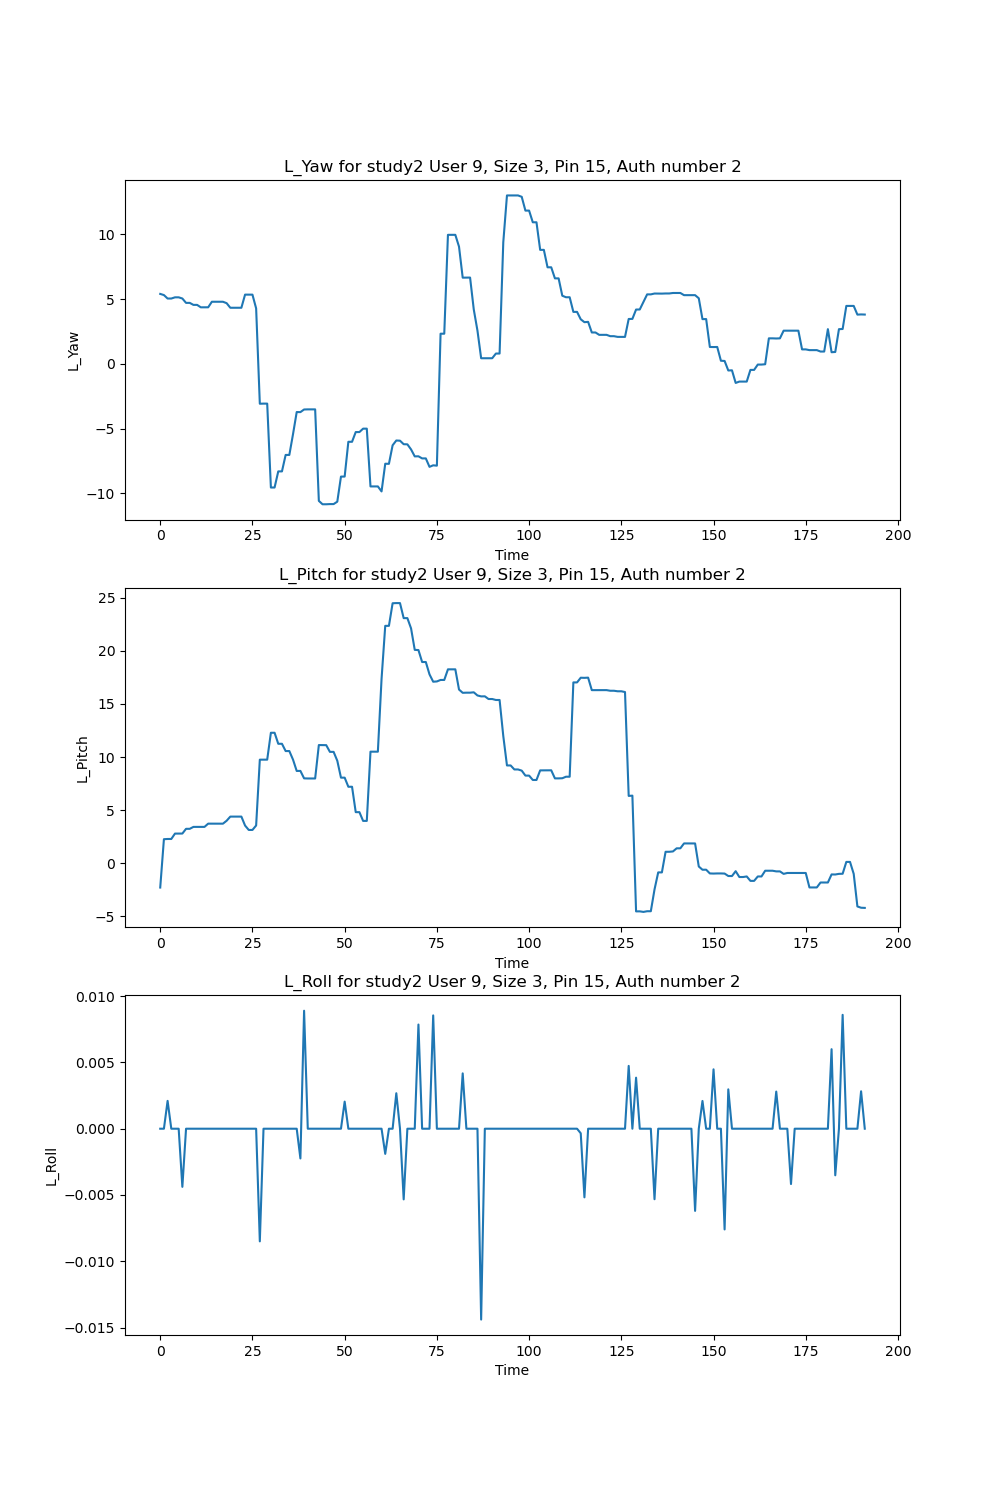 L_Yaw for study2 User 9, Size 3, Pin 15, Auth number 2
10
5
0
−5
−10
L_Yaw
0 25 50 75 100 125 150 175 200
Time
L_Pitch for study2 User 9, Size 3, Pin 15, Auth number 2
25
20
15
10
5
0
−5
L_Pitch
0 25 50 75 100 125 150 175 200
Time
L_Roll for study2 User 9, Size 3, Pin 15, Auth number 2
0.010
0.005
0.000
−0.005
−0.010
−0.015
L_Roll
0 25 50 75 100 125 150 175 200
Time